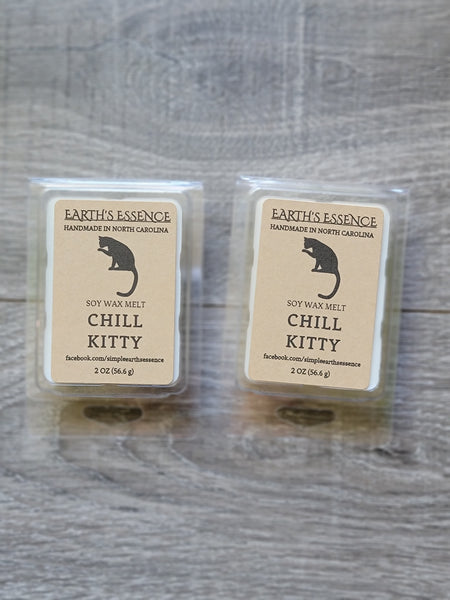 EARTH'S ESSENCE
HANDMADE IN NORTH CAROLINA
SOY WAX MELT
CHILL
KITTY
facebook.com/simpleearthsessence
2 OZ (56.6 g)
EARTH'S ESSENCE
HANDMADE IN NORTH CAROLINA
SOY WAX MELT
CHILL
KITTY
facebook.com/simpleearthsessence
2 OZ (56.6 g)